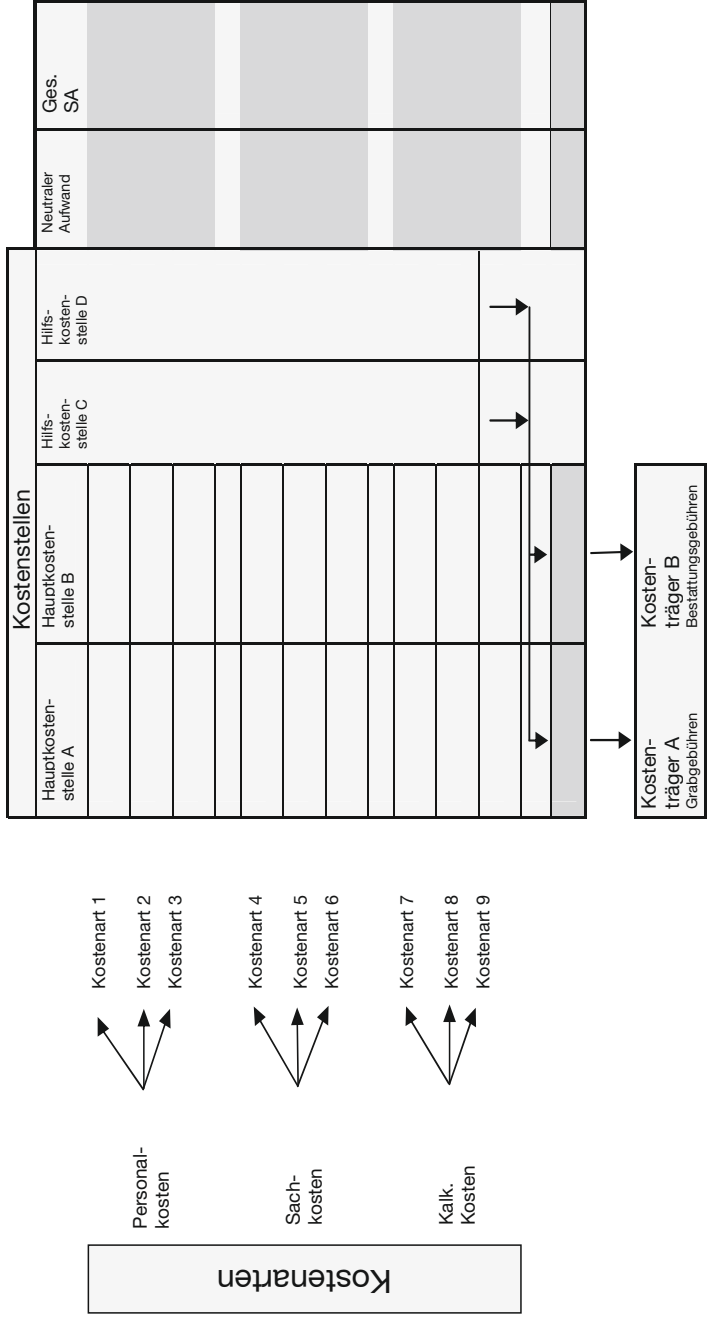 Kostenstellen
Hauptkosten-
stelle A
Hauptkosten-
stelle B
Hilfs-
kosten-
stelle C
Hilfs-
kosten-
stelle D
Neutraler
Aufwand
Ges.
SA
Kostenarten
Personal-
kosten
Kostenart 1
Kostenart 2
Kostenart 3
Sach-
kosten
Kostenart 4
Kostenart 5
Kostenart 6
Kalk.
Kosten
Kostenart 7
Kostenart 8
Kostenart 9
Kosten-
träger A
Grabgebühren
Kosten-
träger B
Bestattungsgebühren